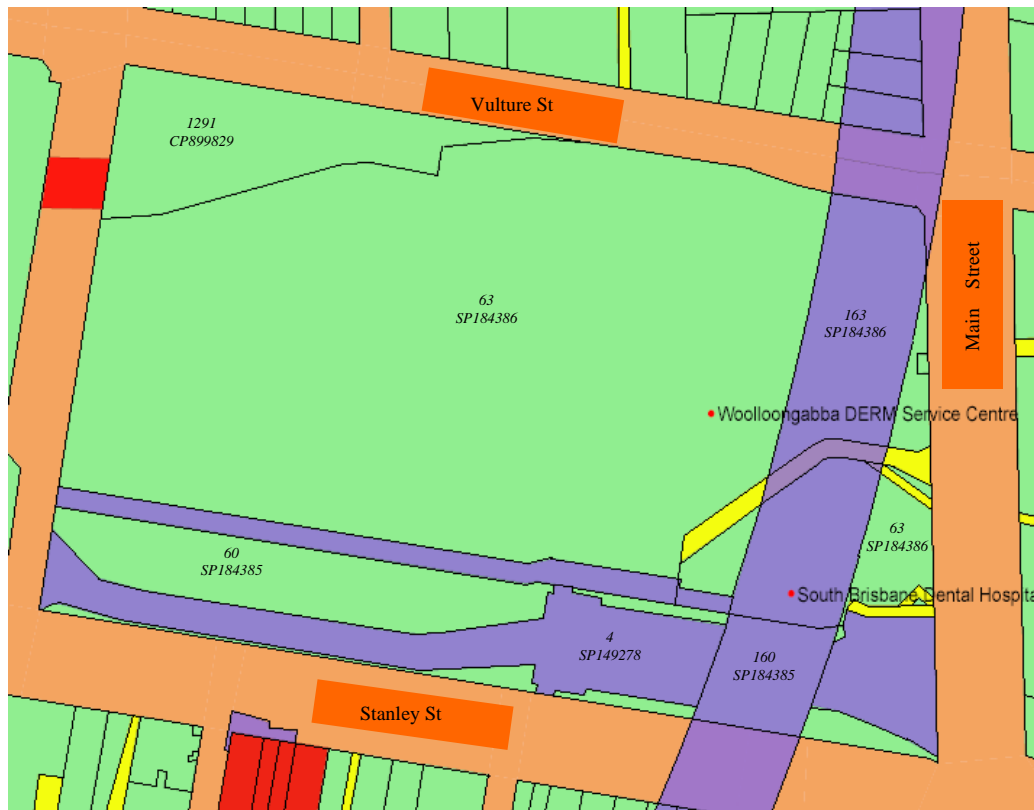 Vulture St
1291
CP899829
Main Street
63
SP184386
163
SP184386
Woolloongabba DERM Service Centre
63
SP184386
60
SP184385
South Brisbane Dental Hospita
4
SP149278
160
SP184385
Stanley St